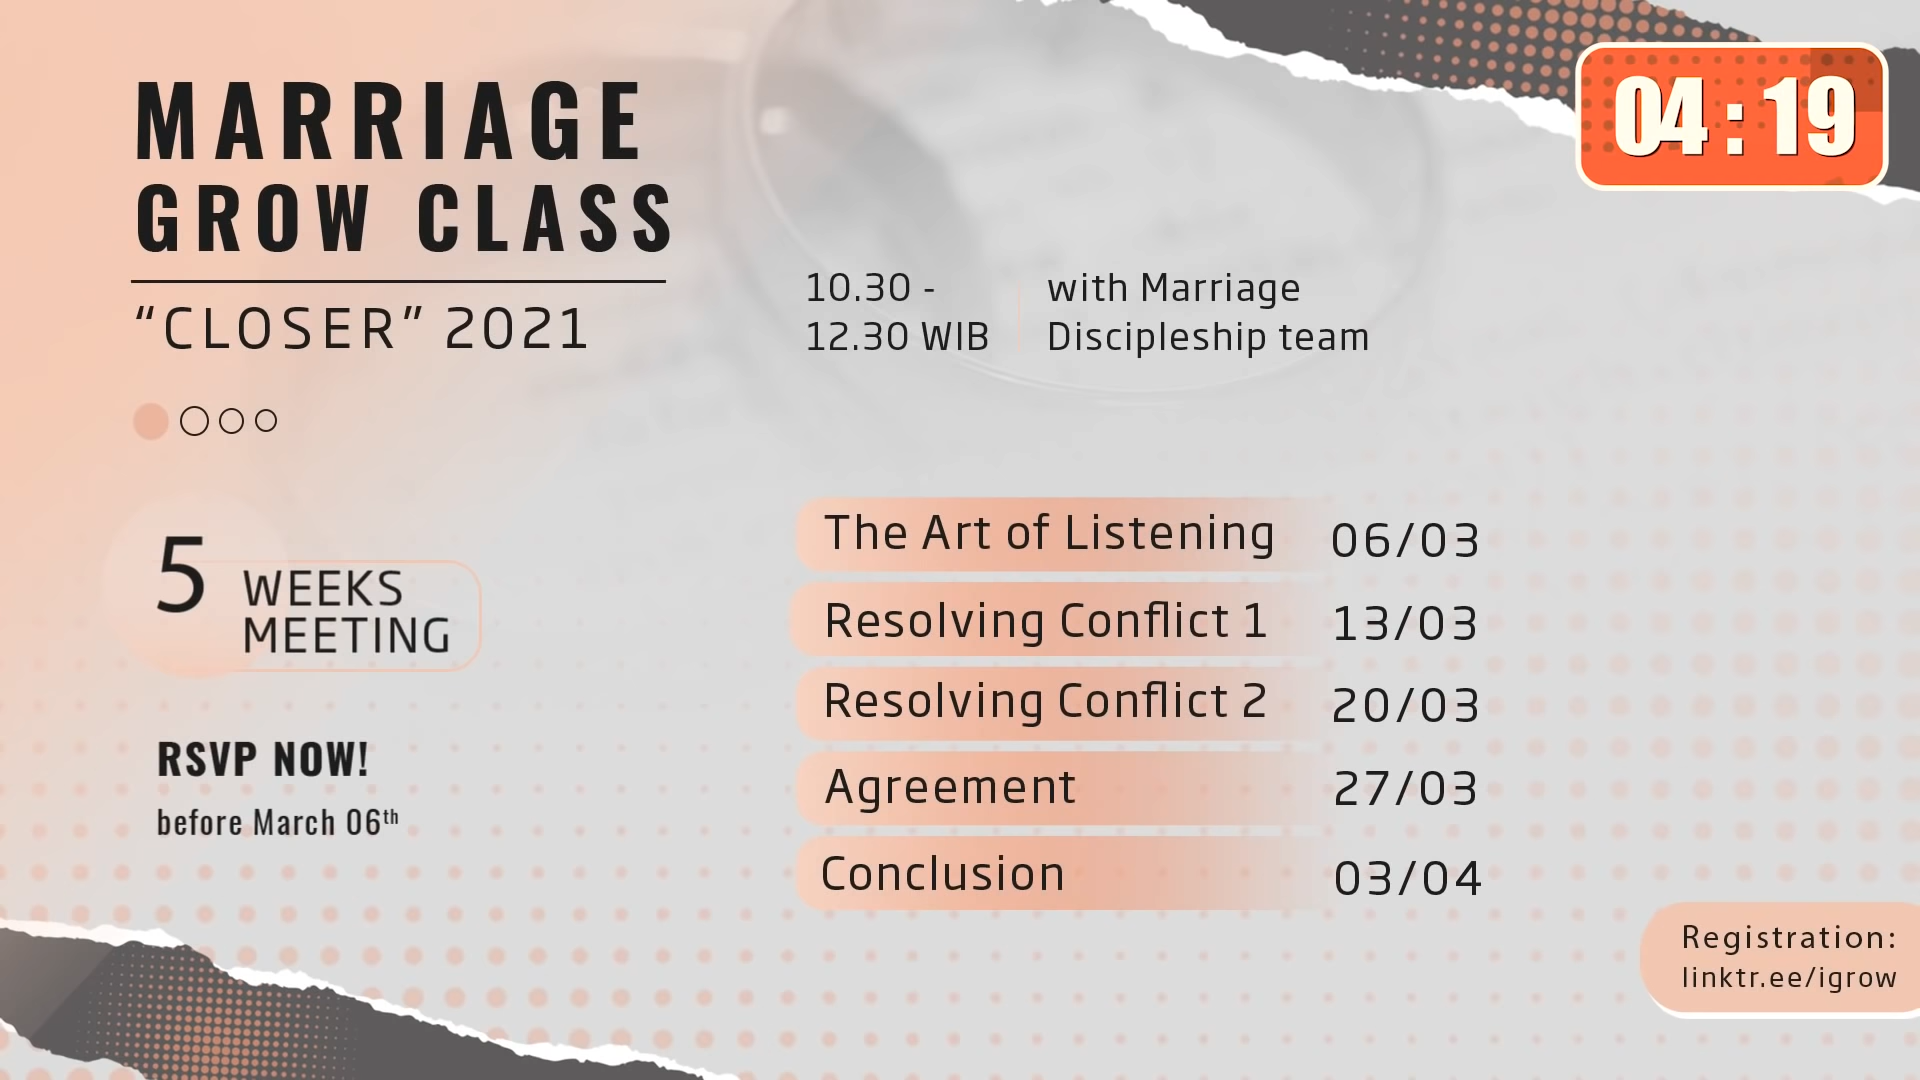 MARRIAGE
GROW CLASS
“CLOSER” 2021
04:19
10.30 -
12.30 WIB
with Marriage
Discipleship team
5 WEEKS
MEETING
RSVP NOW!
before March 06th
The Art of Listening 06/03
Resolving Conflict 1 13/03
Resolving Conflict 2 20/03
Agreement 27/03
Conclusion 03/04
Registration:
linktr.ee/igrow